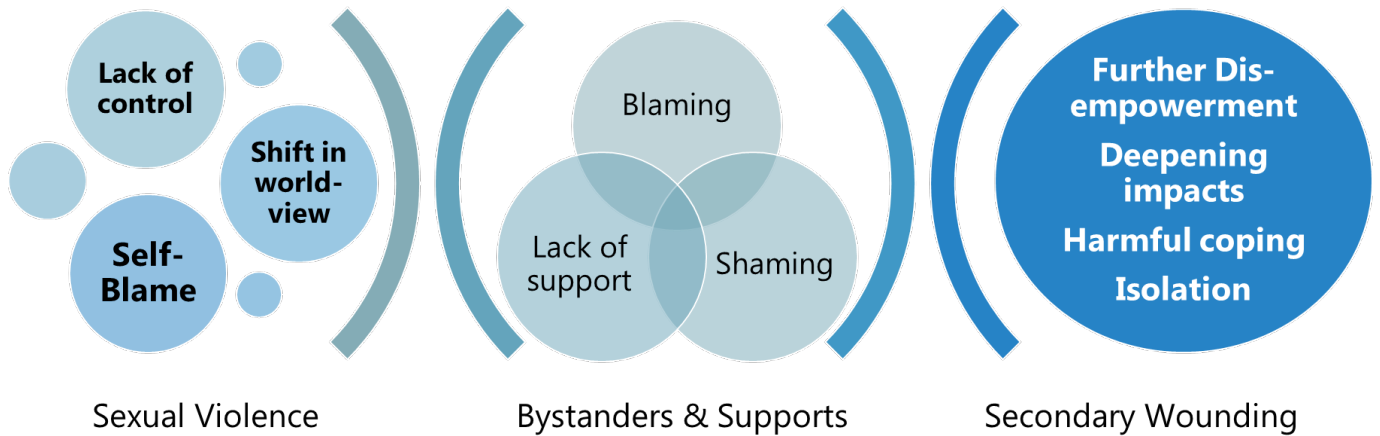 Lack of
control
Shift in
world-
view
Self-
Blame
Sexual Violence
Blaming
Lack of
support
Shaming
Bystanders & Supports
Further Dis-
empowerment
Deepening
impacts
Harmful coping
Isolation
Secondary Wounding